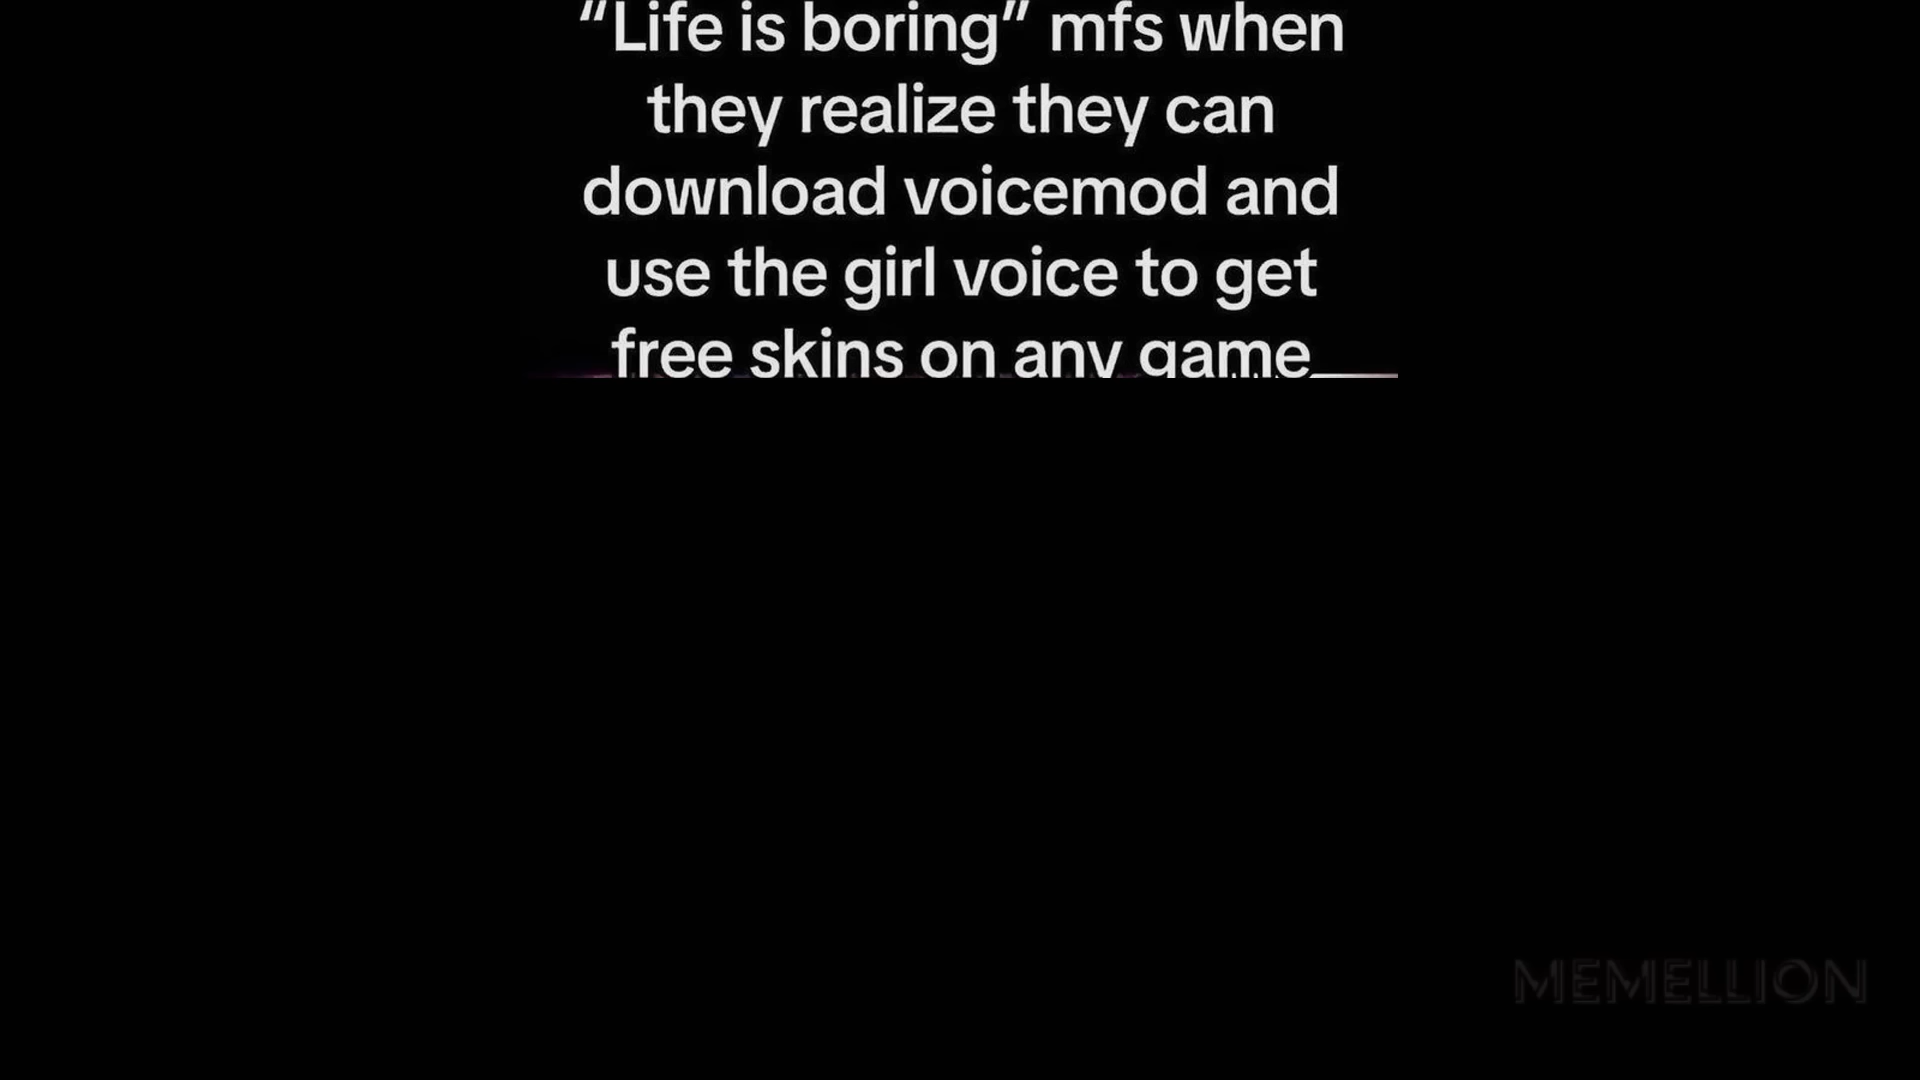 “Life is boring” mfs when
they realize they can
download voicemod and
use the girl voice to get
free skins on any game
MEMELLION